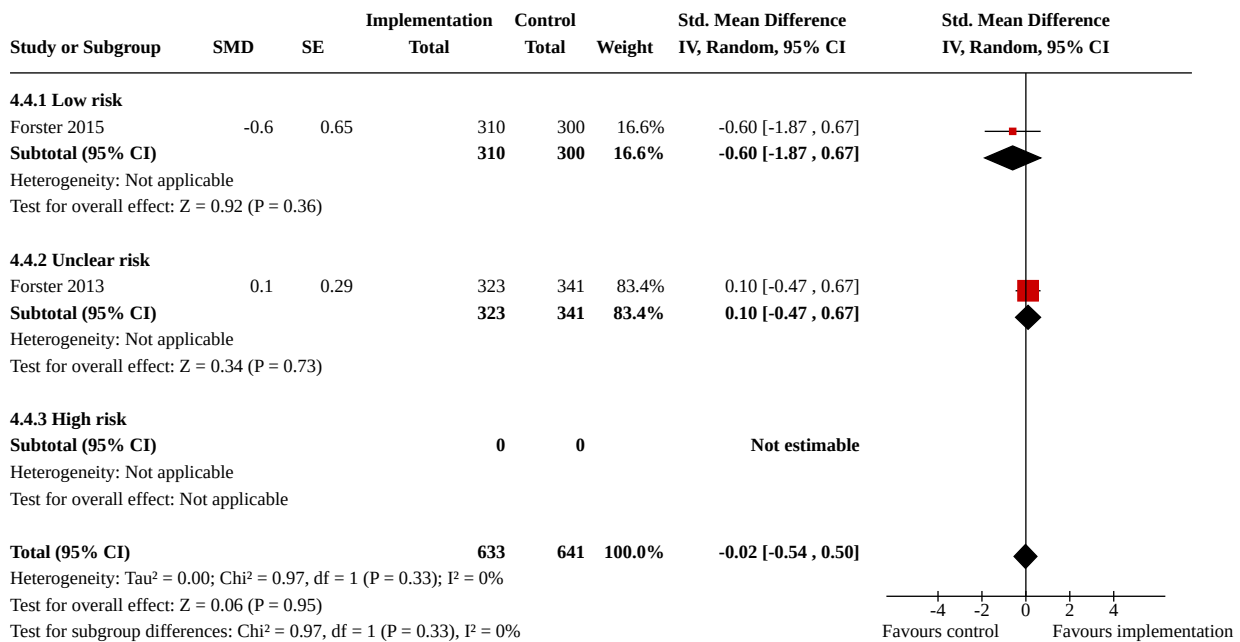 Implementation Control Std. Mean Difference Std. Mean Difference
Study or Subgroup SMD SE Total Total Weight IV, Random, 95% CI IV, Random, 95% CI
4.4.1 Low risk
Forster 2015 -0.6 0.65 310 300 16.6% -0.60 [-1.87 , 0.67]
Subtotal (95% CI) 310 300 16.6% -0.60 [-1.87 , 0.67]
Heterogeneity: Not applicable
Test for overall effect: Z = 0.92 (P = 0.36)
4.4.2 Unclear risk
Forster 2013 0.1 0.29 323 341 83.4% 0.10 [-0.47 , 0.67]
Subtotal (95% CI) 323 341 83.4% 0.10 [-0.47 , 0.67]
Heterogeneity: Not applicable
Test for overall effect: Z = 0.34 (P = 0.73)
4.4.3 High risk
Subtotal (95% CI) 0 0 Not estimable
Heterogeneity: Not applicable
Test for overall effect: Not applicable
Total (95% CI) 633 641 100.0% -0.02 [-0.54 , 0.50]
Heterogeneity: Tau² = 0.00; Chi² = 0.97, df = 1 (P = 0.33); I² = 0%
Test for overall effect: Z = 0.06 (P = 0.95)
Test for subgroup differences: Chi² = 0.97, df = 1 (P = 0.33), I² = 0%
-4 -2 0 2 4
Favours control Favours implementation